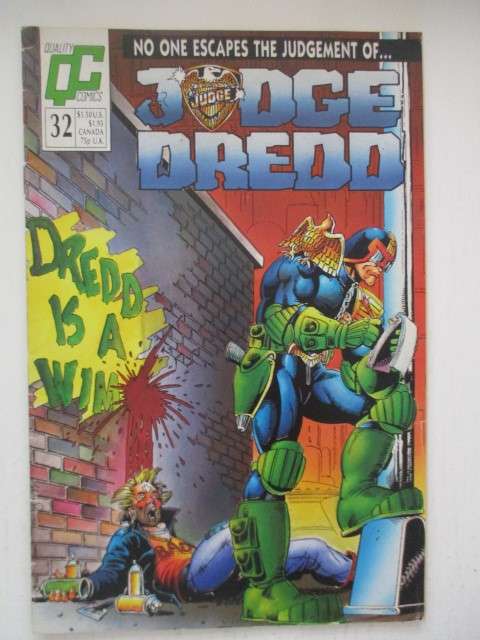 NO ONE ESCAPES THE JUDGEMENT OF...
QUALITY
QC
COMICS
32
$1.50 U.S.
$1.95
CANADA
75p U.K.
JUDGE
JUDGE
DREDD
DREDD
IS A